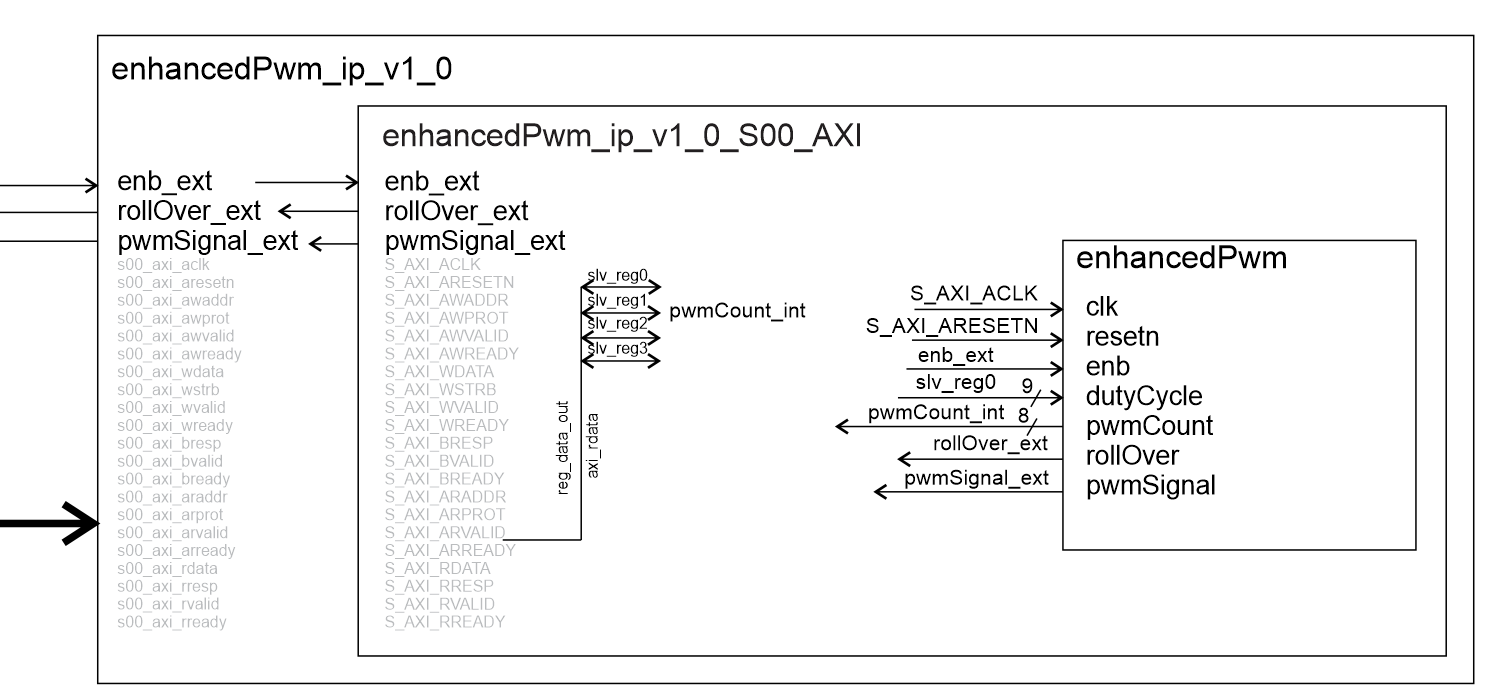 enhancedPwm_ip_v1_0
enhancedPwm_ip_v1_0_S00_AXI
enb_ext
rollOver_ext
pwmSignal_ext
s00_axi_aclk
s00_axi_aresetn
s00_axi_awaddr
s00_axi_awprot
s00_axi_awvalid
s00_axi_awready
s00_axi_wdata
s00_axi_wstrb
s00_axi_wvalid
s00_axi_wready
s00_axi_bresp
s00_axi_bvalid
s00_axi_bready
s00_axi_araddr
s00_axi_arprot
s00_axi_arvalid
s00_axi_arready
s00_axi_rdata
s00_axi_rresp
s00_axi_rvalid
s00_axi_rready
enb_ext
rollOver_ext
pwmSignal_ext
S_AXI_ACLK
S_AXI_ARESETN
S_AXI_AWADDR
S_AXI_AWPROT
S_AXI_AWVALID
S_AXI_AWREADY
S_AXI_WDATA
S_AXI_WSTRB
S_AXI_WVALID
S_AXI_WREADY
S_AXI_BRESP
S_AXI_BVALID
S_AXI_BREADY
S_AXI_ARADDR
S_AXI_ARPROT
S_AXI_ARVALID
S_AXI_ARREADY
S_AXI_RDATA
S_AXI_RRESP
S_AXI_RVALID
S_AXI_RREADY
slv_reg0
slv_reg1
slv_reg2
slv_reg3
pwmCount_int
reg_data_out
axi_rdata
S_AXI_ACLK
S_AXI_ARESETN
enb_ext
slv_reg0 9
pwmCount_int 8
rollOver_ext
pwmSignal_ext
enhancedPwm
clk
resetn
enb
dutyCycle
pwmCount
rollOver
pwmSignal